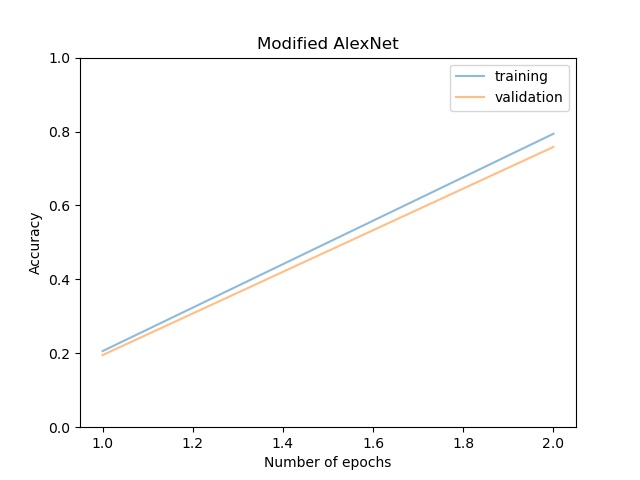 Modified AlexNet
training
validation
Accuracy
1.0
0.8
0.6
0.4
0.2
0.0
1.0 1.2 1.4 1.6 1.8 2.0
Number of epochs